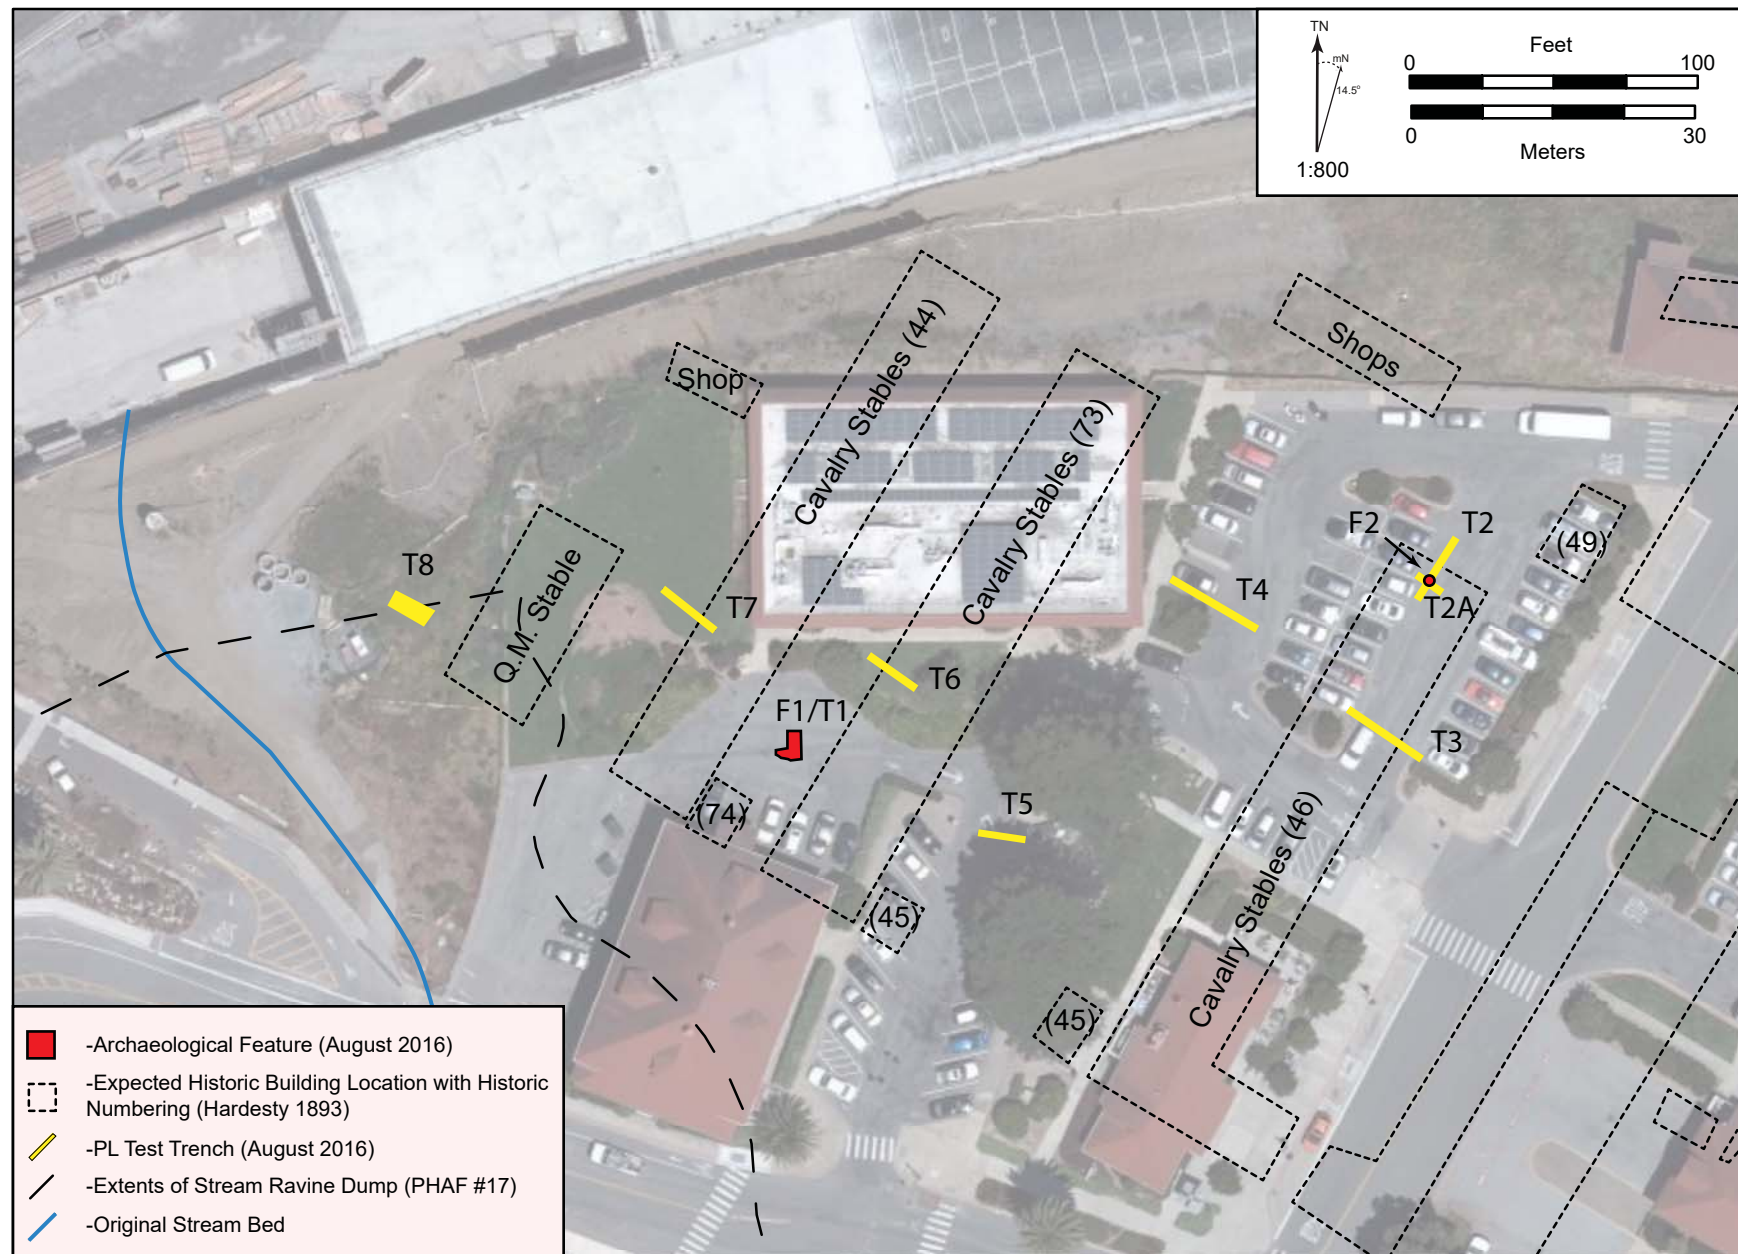 TN
mN
14.5°
1:800
Feet
0 100
0 30
Meters
Cavalry Stables (44)
Shop
Cavalry Stables (73)
Shops
T8
Q.M. Stable
T7
T6
F1/T1
(74)
T5
(45)
(45)
T4
F2
T2
T2A
(49)
T3
Cavalry Stables (46)
-Archaeological Feature (August 2016)
-Expected Historic Building Location with Historic
Numbering (Hardesty 1893)
-PL Test Trench (August 2016)
-Extents of Stream Ravine Dump (PHAF #17)
-Original Stream Bed